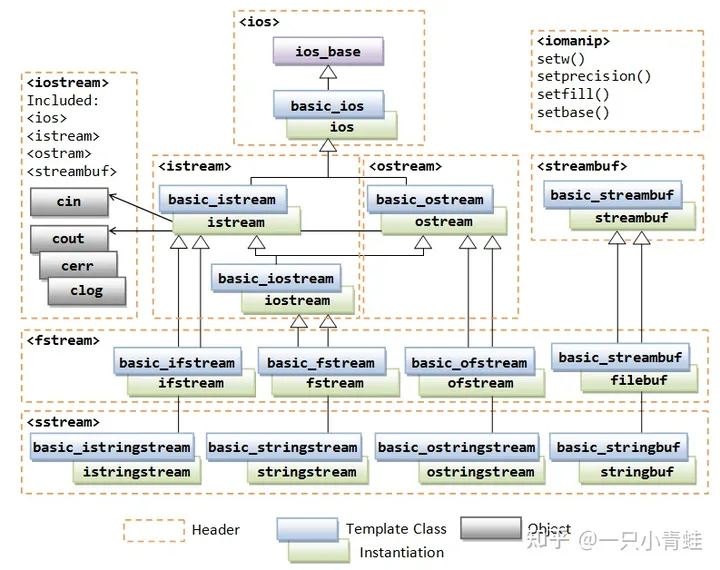 <ios>
ios_base
basic_ios
ios
<iomanip>
setw()
setprecision()
setfill()
setbase()
<iostream>
Included:
<ios>
<istream>
<ostram>
<streambuf>
cin
cout
cerr
clog
<istream>
basic_istream
istream
<ostream>
basic_ostream
ostream
<streambuf>
basic_streambuf
streambuf
basic_iostream
iostream
<fstream>
basic_ifstream
ifstream
basic_fstream
fstream
basic_ofstream
ofstream
basic_streambuf
filebuf
<sstream>
basic_istringstream
istringstream
basic_stringstream
stringstream
basic_ostringstream
ostringstream
basic_stringbuf
stringbuf
Header
Template Class
Instantiation
Object
知乎 @一只小青蛙